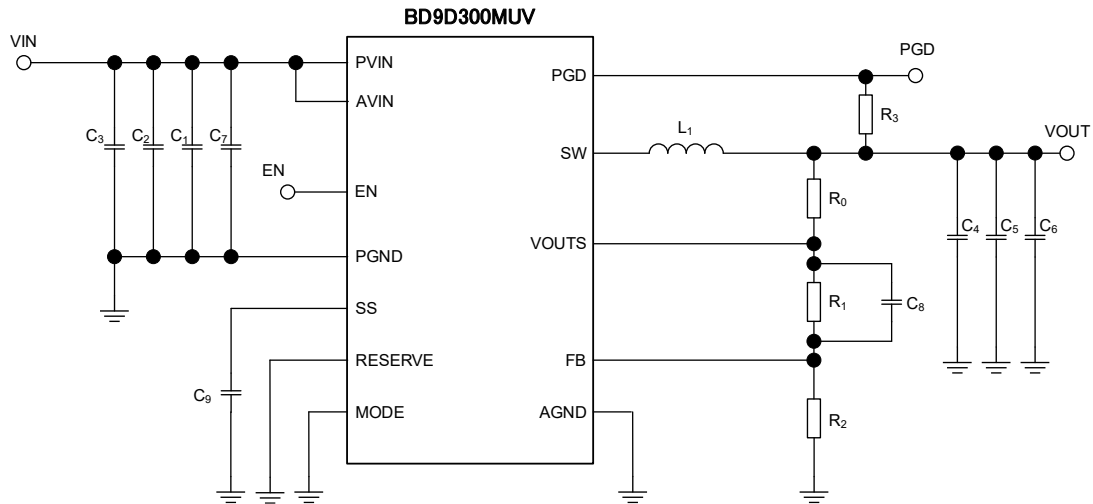 BD9D300MUV
VIN
PVIN
AVIN
EN
EN
PGND
SS
RESERVE
MODE
PGD
SW
VOUTS
FB
AGND
C3
C2
C1
C7
C9
PGD
R3
L1
VOUT
R0
R1
C8
R2
C4
C5
C6